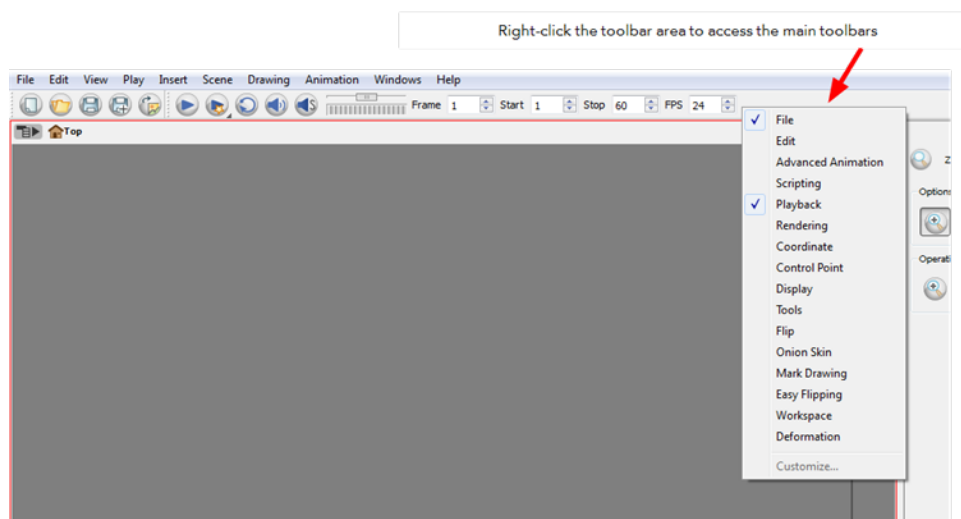 Right-click the toolbar area to access the main toolbars
File Edit View Play Insert Scene Drawing Animation Windows Help
Frame 1 Start 1 Stop 60 FPS 24
Top
File
Edit
Advanced Animation
Scripting
Playback
Rendering
Coordinate
Control Point
Display
Tools
Flip
Onion Skin
Mark Drawing
Easy Flipping
Workspace
Deformation
Customize...
Z
Options
Operati